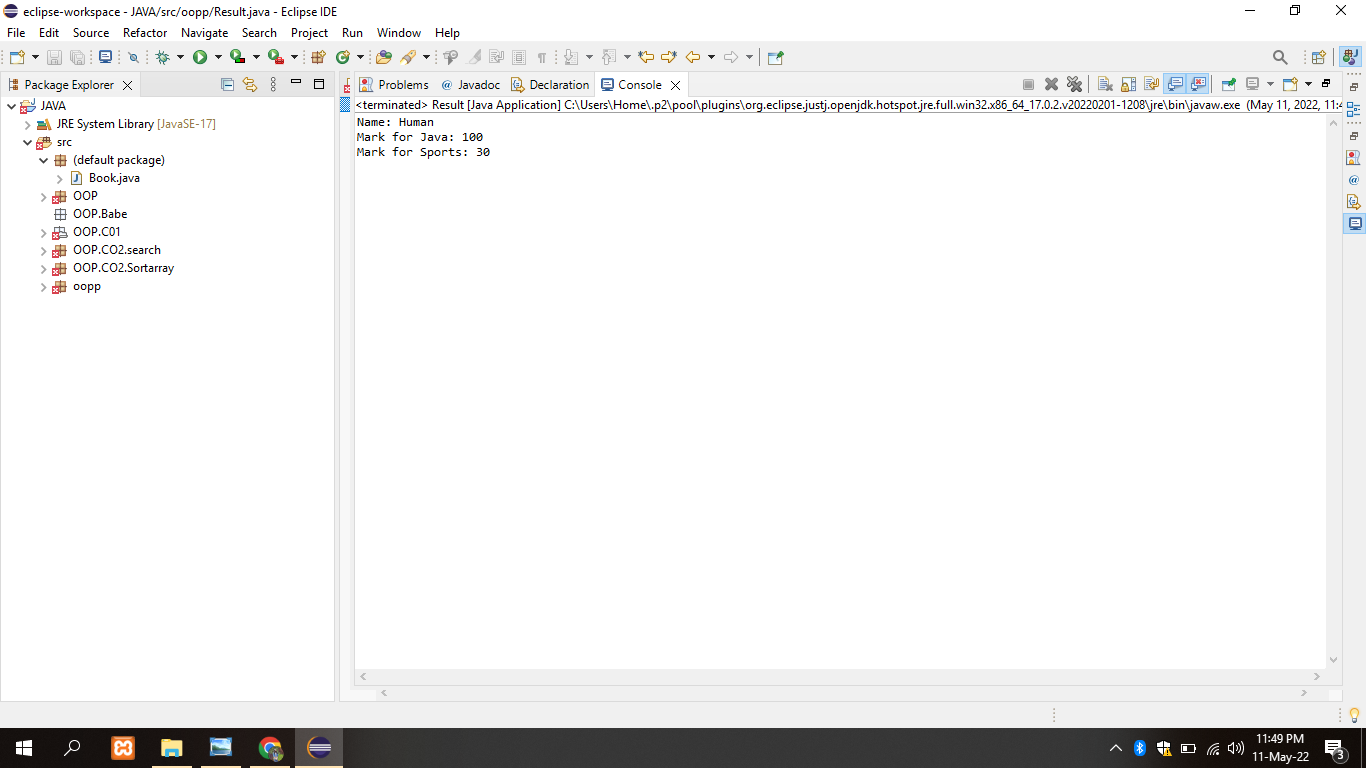 eclipse-workspace - JAVA/src/oopp/Result.java - Eclipse IDE
File Edit Source Refactor Navigate Search Project Run Window Help
Package Explorer
Problems @ Javadoc Declaration Console
<terminated> Result [Java Application] C:\Users\Home\.p2\pool\plugins\org.eclipse.justj.openjdk.hotspot.jre.full.win32.x86_64_17.0.2.v20220201-1208\jre\bin\javaw.exe (May 11, 2022, 11:4
Name: Human
Mark for Java: 100
Mark for Sports: 30
JAVA
JRE System Library [JavaSE-17]
src
(default package)
Book.java
OOP
OOP.Babe
OOP.C01
OOP.CO2.search
OOP.CO2.Sortarray
oopp
11:49 PM
11-May-22
3